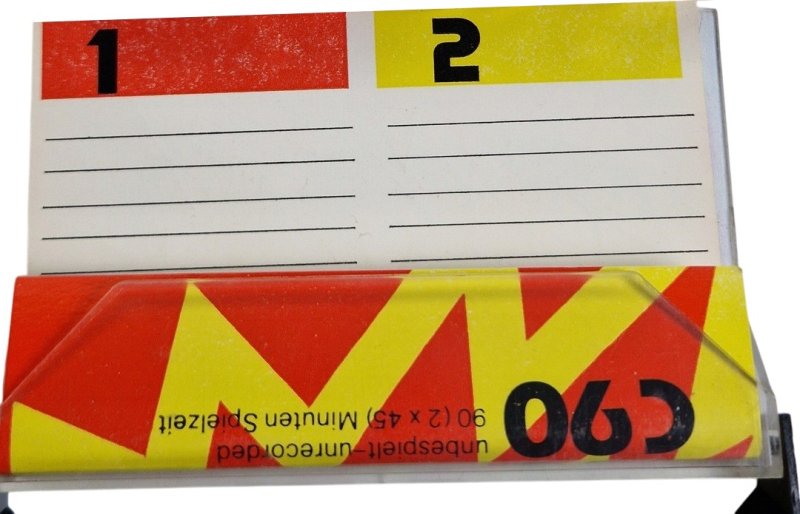 1
2
C90
unbespielt-unrecorded
90 (2 x 45) Minuten Spielzeit